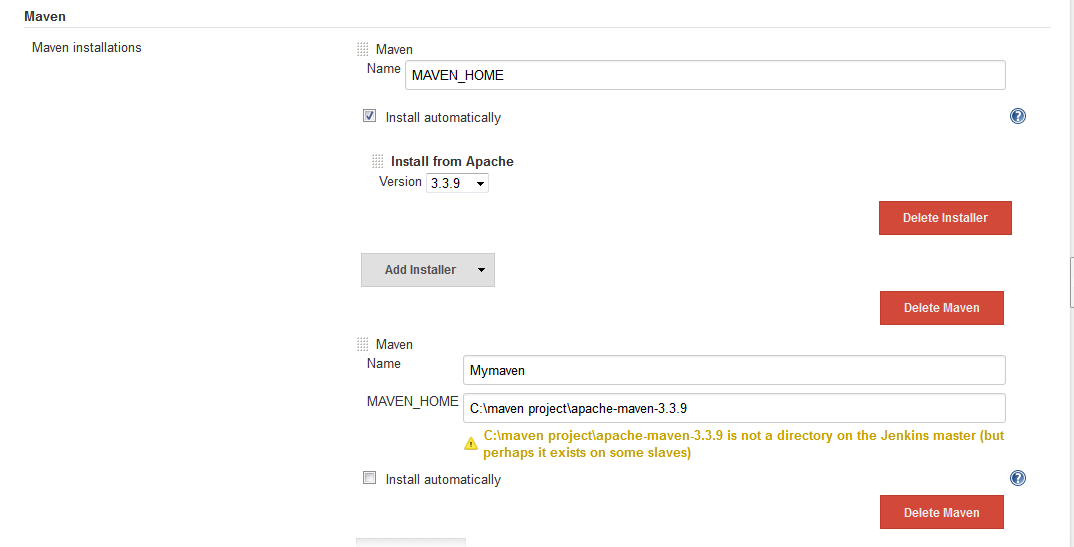 Maven
Maven installations
Maven
Name
MAVEN_HOME
Install automatically
?
Install from Apache
Version
3.3.9
Delete Installer
Add Installer
Delete Maven
Maven
Name
Mymaven
MAVEN_HOME
C:\maven project\apache-maven-3.3.9
C:\maven project\apache-maven-3.3.9 is not a directory on the Jenkins master (but
perhaps it exists on some slaves)
Install automatically
?
Delete Maven